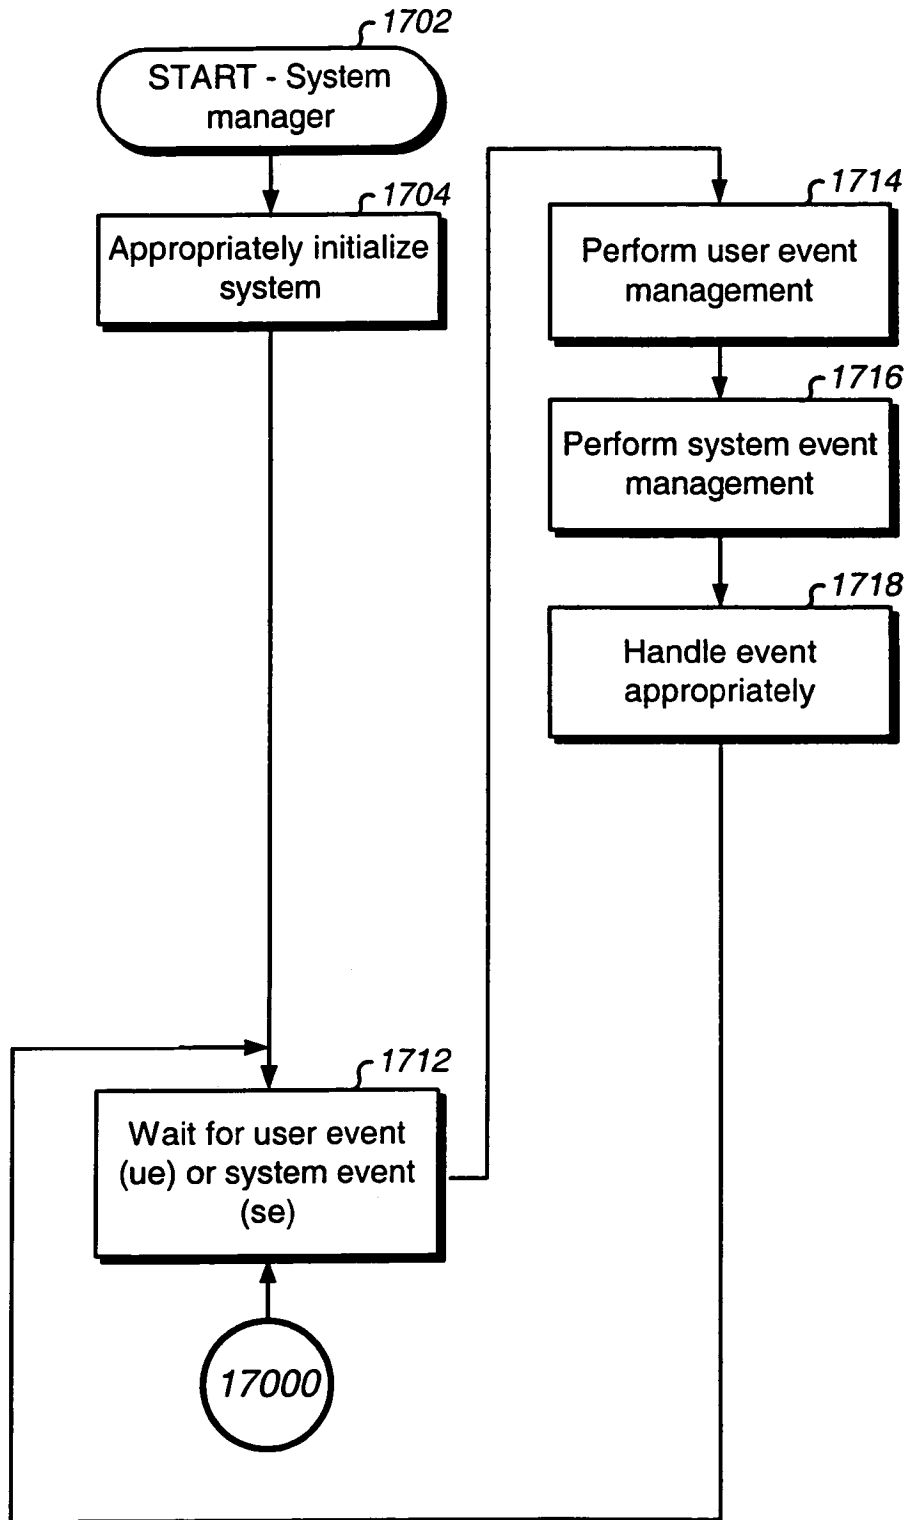 1702
START - System
manager
1704
Appropriately initialize
system
1712
Wait for user event
(ue) or system event
(se)
17000
1714
Perform user event
management
1716
Perform system event
management
1718
Handle event
appropriately